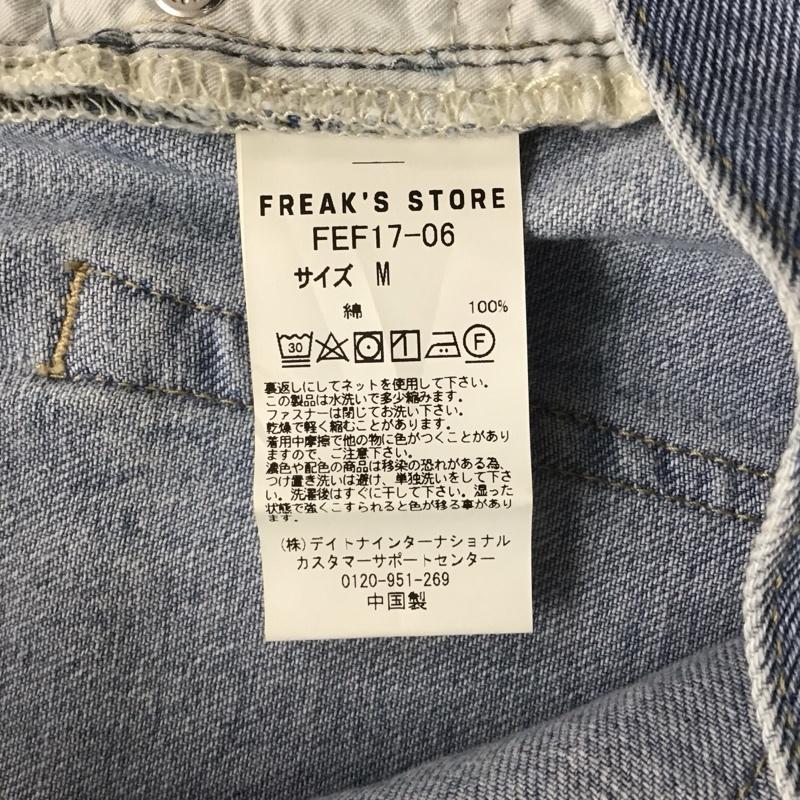 FREAK'S STORE
FEF17-06
サイズ M
綿 100%
30 F
裏返しにしてネットを使用して下さい。
この製品は水洗いで多少縮みます。
ファスナーは閉じてお洗い下さい。
乾燥で軽く縮むことがあります。
着用中摩擦で他の物に色がつくことがあり
ますので、ご注意下さい。
濃色や配色の商品は移染の恐れがある為、
つけ置き洗いは避け、単独洗いをして下さ
い。洗濯後はすぐに干して下さい。湿った
状態で強くこすられると色が移る事があり
ます。
(株)デイトナインターナショナル
カスタマーサポートセンター
0120-951-269
中国製